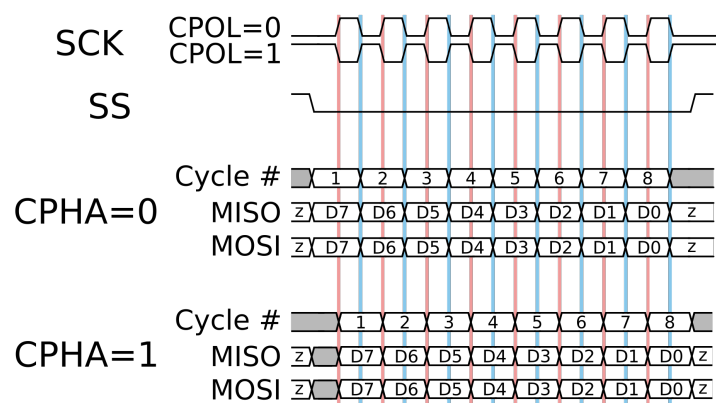 SCK CPOL=0
CPOL=1
SS
Cycle # 1 2 3 4 5 6 7 8
CPHA=0 MISO z D7 D6 D5 D4 D3 D2 D1 D0 z
MOSI z D7 D6 D5 D4 D3 D2 D1 D0 z
Cycle # 1 2 3 4 5 6 7 8
CPHA=1 MISO z D7 D6 D5 D4 D3 D2 D1 D0 z
MOSI z D7 D6 D5 D4 D3 D2 D1 D0 z